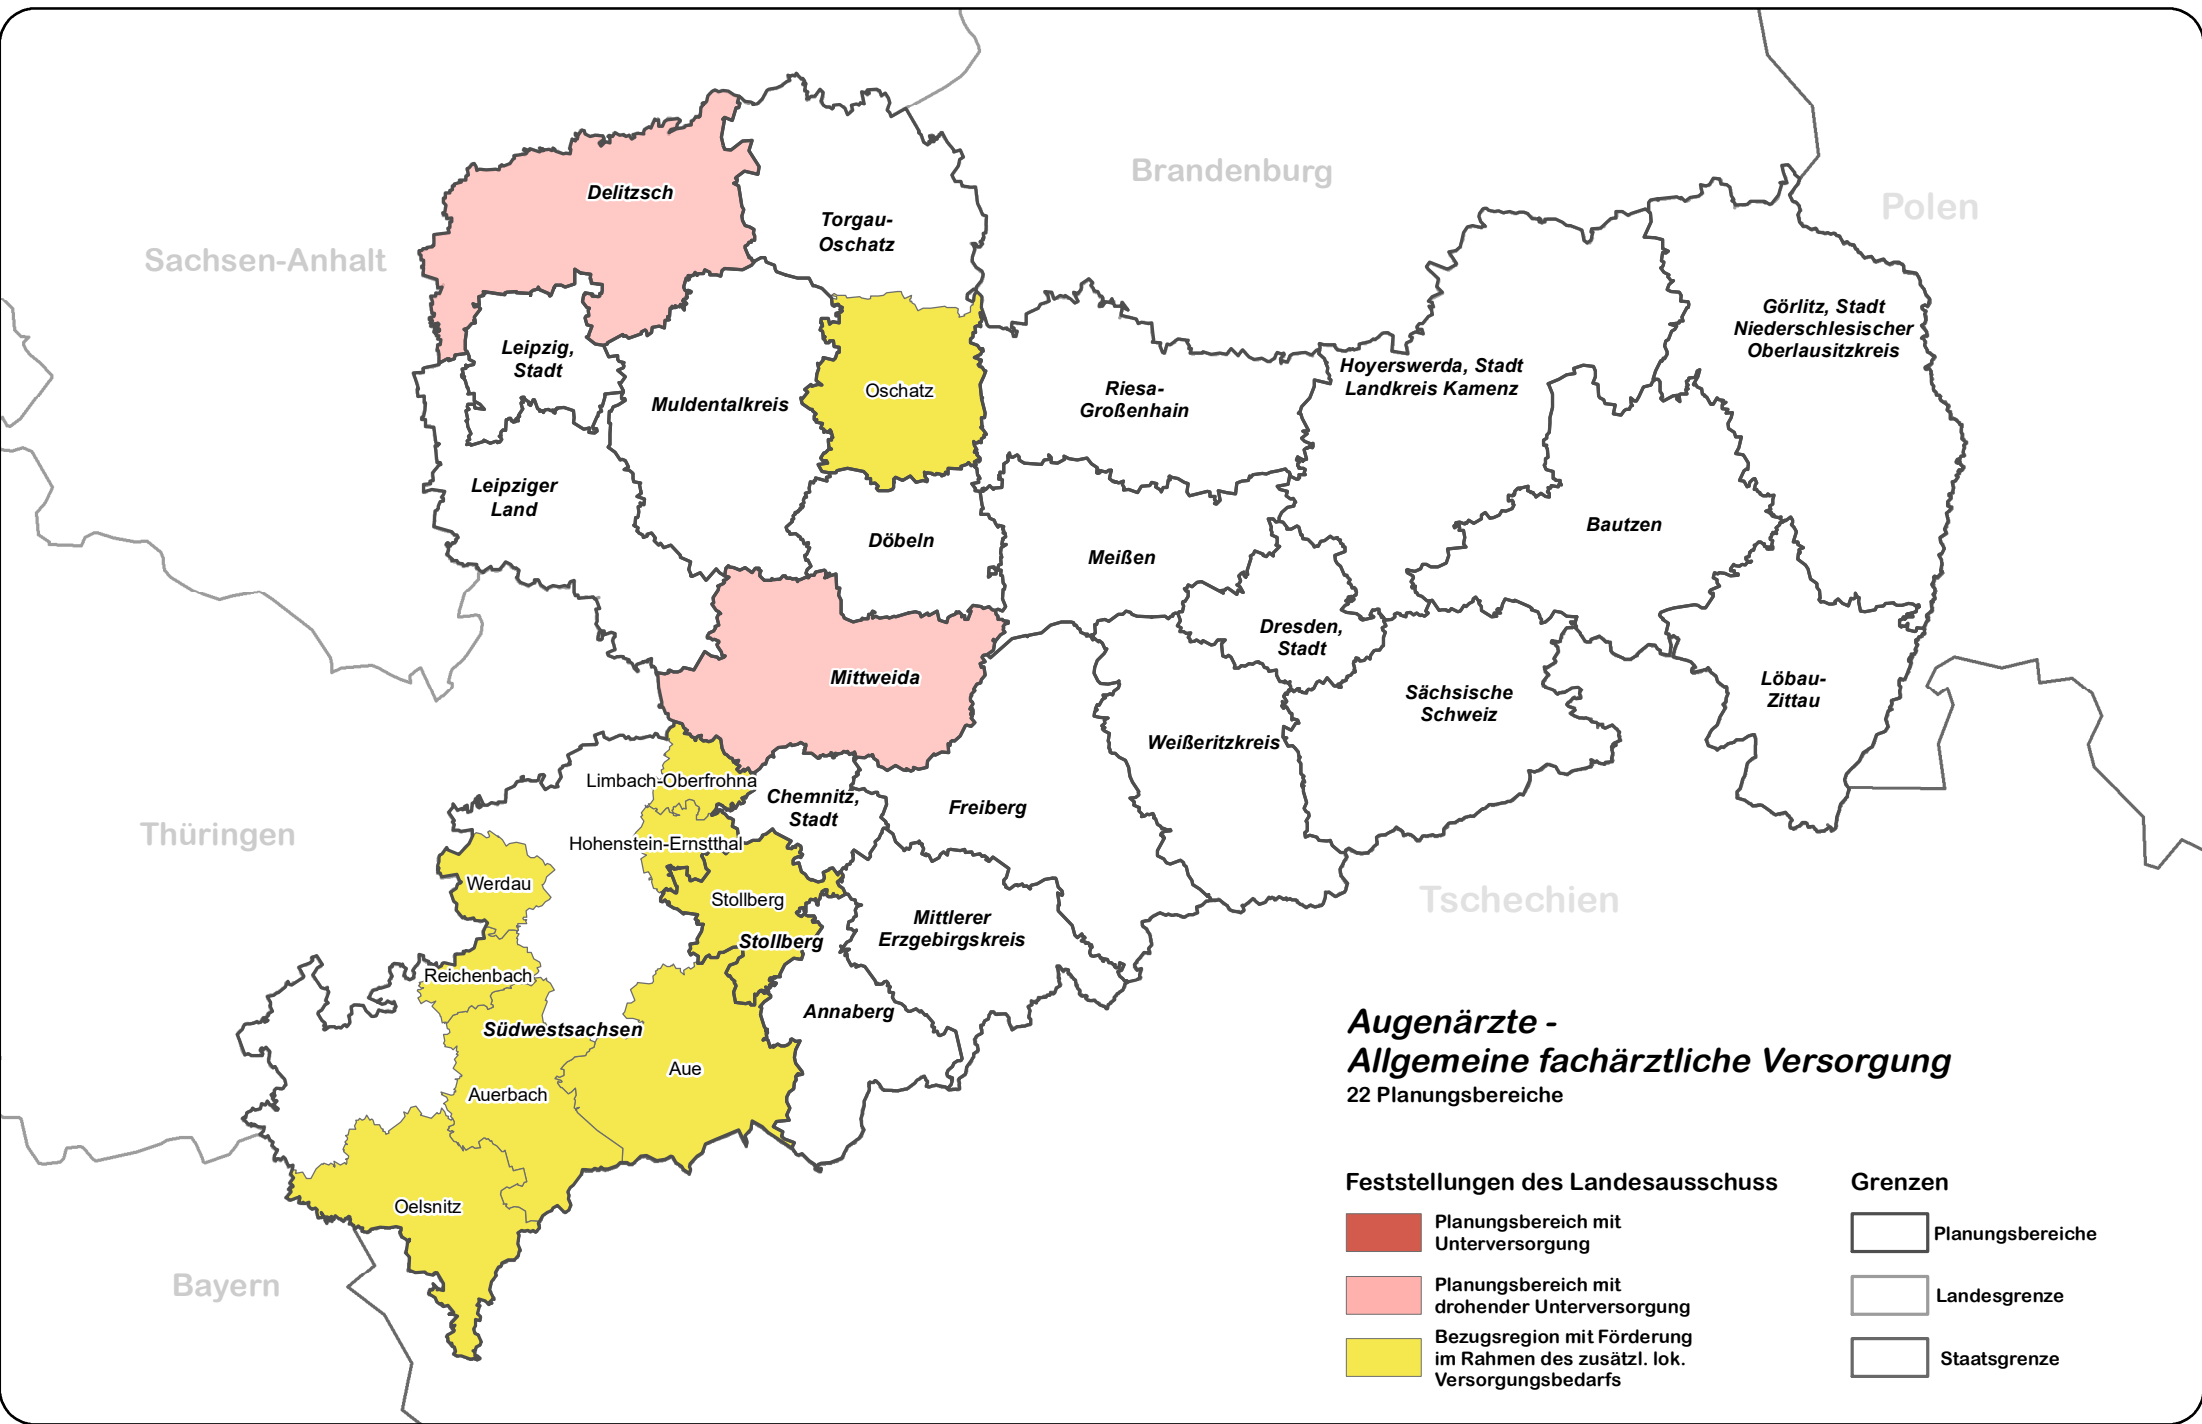 Brandenburg
Polen
Sachsen-Anhalt
Thüringen
Tschechien
Bayern
Delitzsch
Torgau-
Oschatz
Leipzig,
Stadt
Muldentalkreis
Oschatz
Riesa-
Großenhain
Hoyerswerda, Stadt
Landkreis Kamenz
Görlitz, Stadt
Niederschlesischer
Oberlausitzkreis
Leipziger
Land
Döbeln
Meißen
Bautzen
Dresden,
Stadt
Mittweida
Sächsische
Schweiz
Löbau-
Zittau
Weißeritzkreis
Limbach-Oberfrohna
Chemnitz,
Stadt
Freiberg
Hohenstein-Ernstthal
Werdau
Stollberg
Mittlerer
Erzgebirgskreis
Stollberg
Reichenbach
Annaberg
Südwestsachsen
Aue
Auerbach
Oelsnitz
Augenärzte -
Allgemeine fachärztliche Versorgung
22 Planungsbereiche
Feststellungen des Landesausschuss
Planungsbereich mit
Unterversorgung
Planungsbereich mit
drohender Unterversorgung
Bezugsregion mit Förderung
im Rahmen des zusätzl. lok.
Versorgungsbedarfs
Grenzen
Planungsbereiche
Landesgrenze
Staatsgrenze